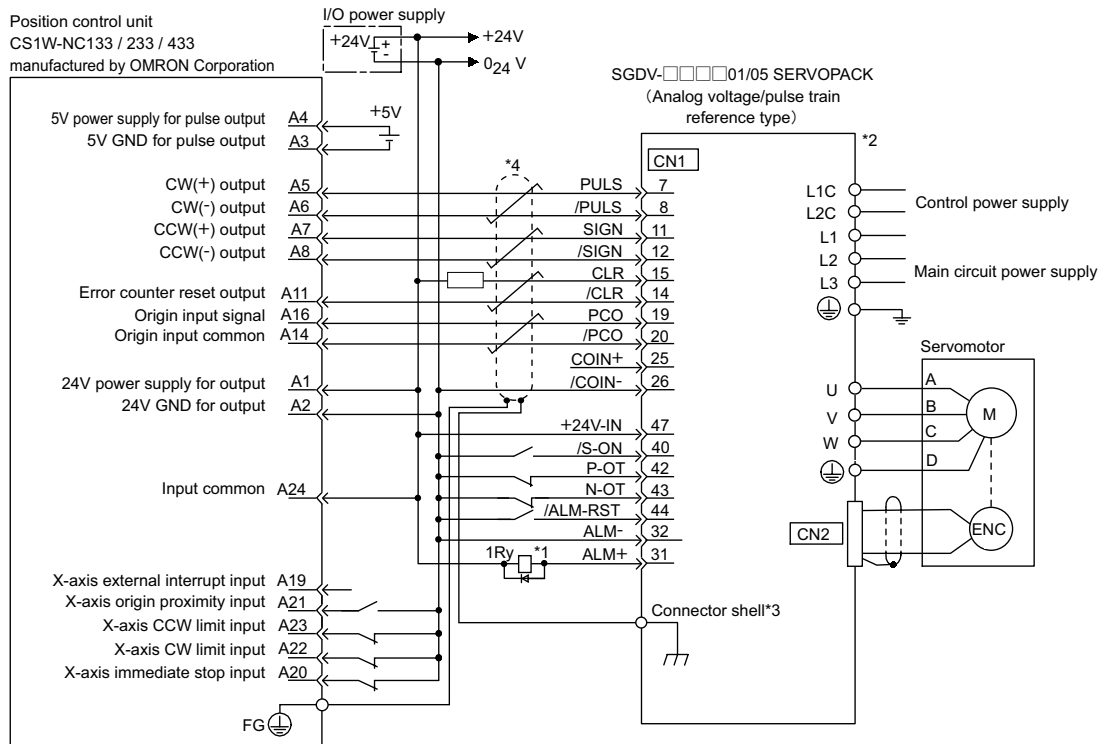 Position control unit
CS1W-NC133 / 233 / 433
manufactured by OMRON Corporation
I/O power supply
+24V
+
-
+24V
024 V
5V power supply for pulse output A4
+5V
5V GND for pulse output A3
CW(+) output A5
CW(-) output A6
CCW(+) output A7
CCW(-) output A8
Error counter reset output A11
Origin input signal A16
Origin input common A14
24V power supply for output A1
24V GND for output A2
Input common A24
X-axis external interrupt input A19
X-axis origin proximity input A21
X-axis CCW limit input A23
X-axis CW limit input A22
X-axis immediate stop input A20
FG
*4
SGDV-□□□□01/05 SERVOPACK
(Analog voltage/pulse train
reference type)
*2
CN1
PULS 7
/PULS 8
SIGN 11
/SIGN 12
CLR 15
/CLR 14
PCO 19
/PCO 20
COIN+ 25
/COIN- 26
+24V-IN 47
/S-ON 40
P-OT 42
N-OT 43
/ALM-RST 44
ALM- 32
1Ry *1 ALM+ 31
Connector shell*3
L1C
L2C
Control power supply
L1
L2
L3
Main circuit power supply
Servomotor
U A
V B
W C
D
M
CN2
ENC